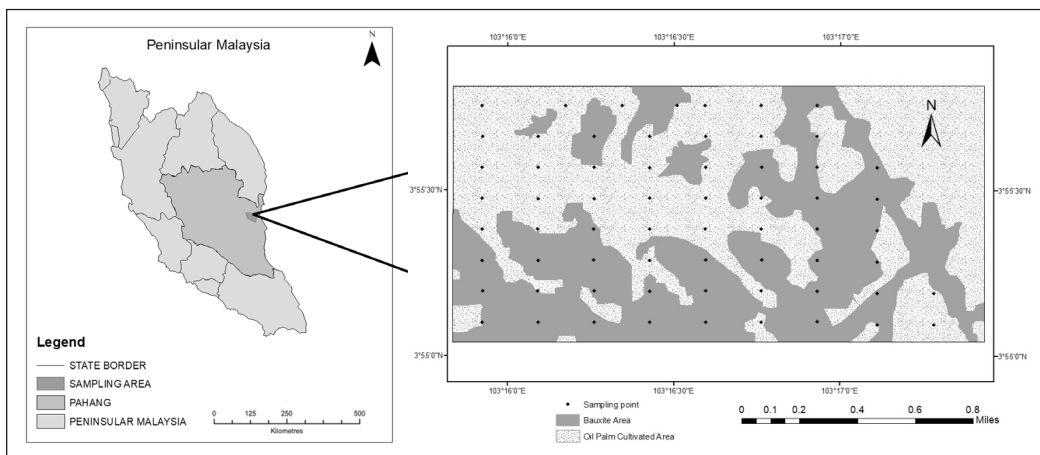 Peninsular Malaysia
N
Legend
STATE BORDER
SAMPLING AREA
PAHANG
PENINSULAR MALAYSIA
0 125 250 500
Kilometres
103°16'0"E 103°16'30"E 103°17'0"E
N
3°55'30"N 3°55'30"N
3°55'0"N 3°55'0"N
103°16'0"E 103°16'30"E 103°17'0"E
Sampling point
Bauxite Area
Oil Palm Cultivated Area
0 0.1 0.2 0.4 0.6 0.8
Miles